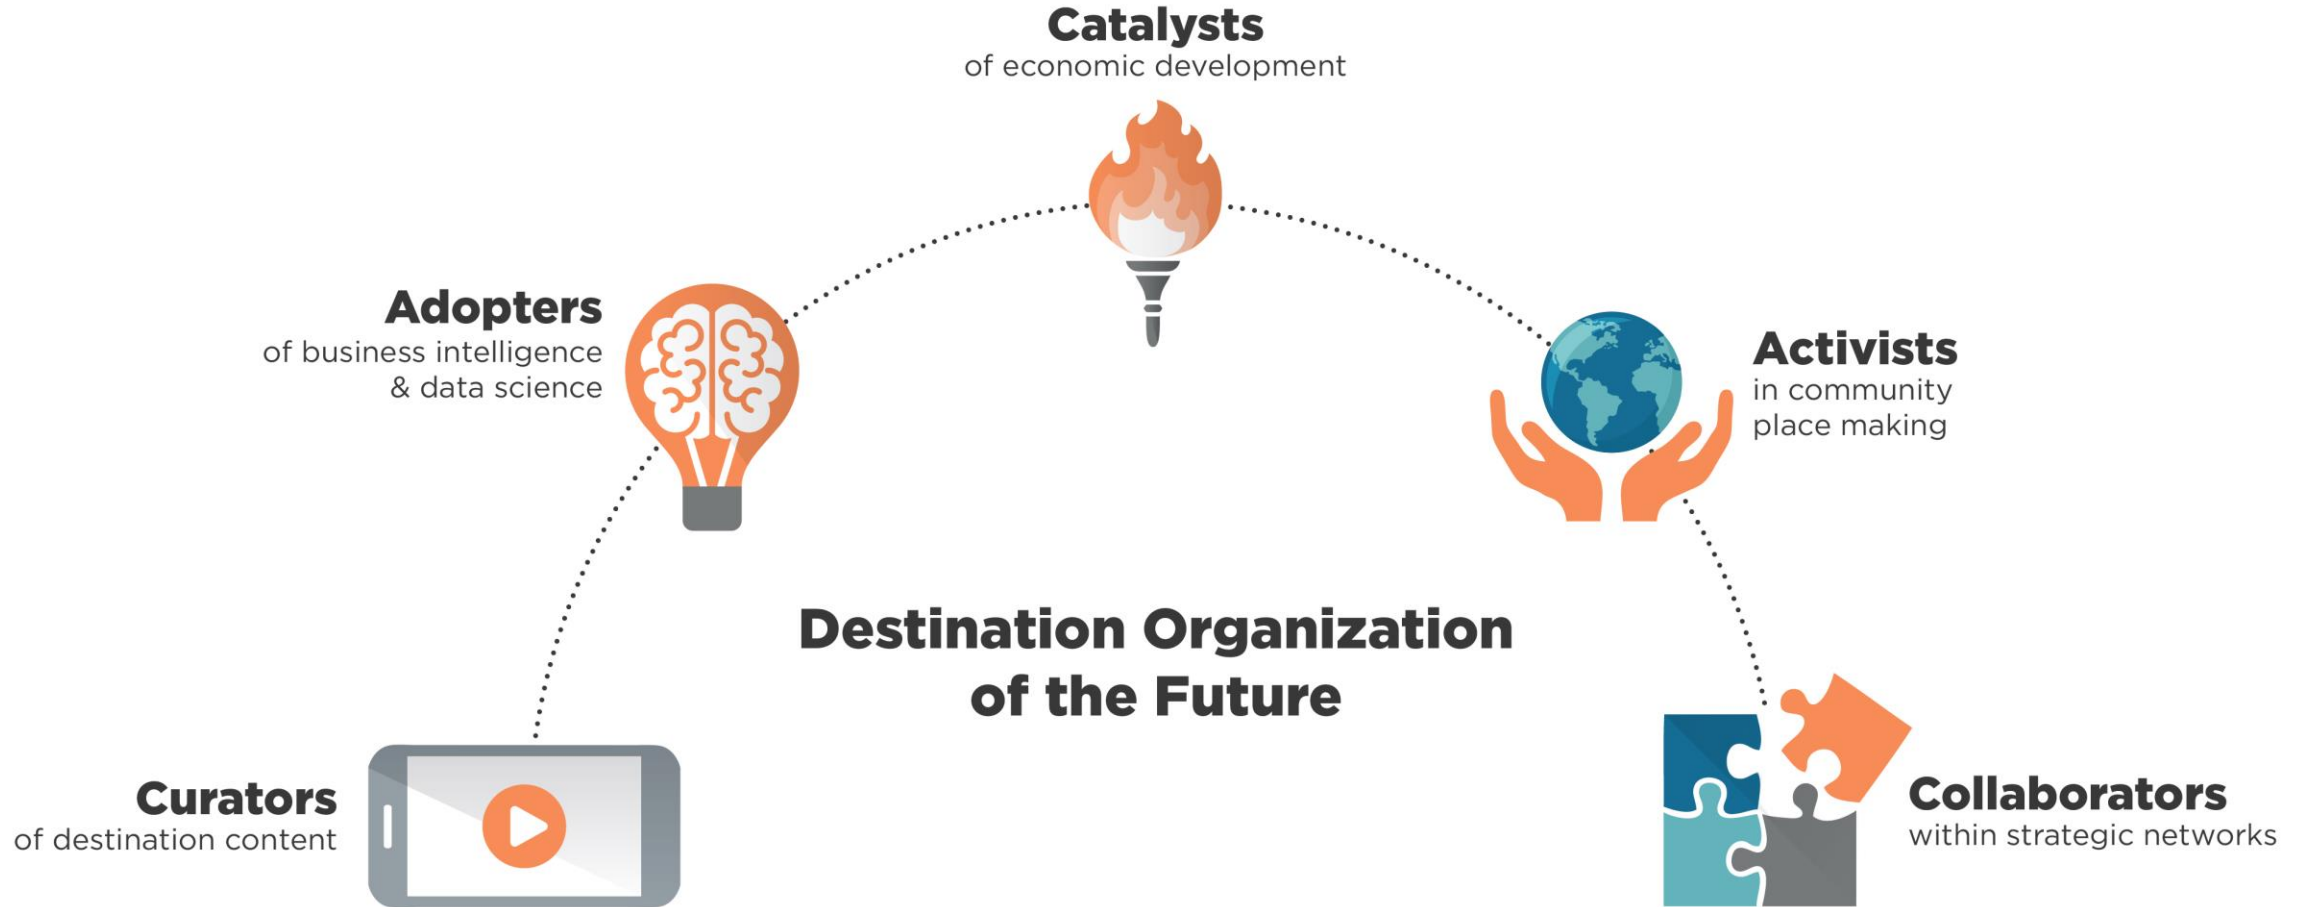 Catalysts
of economic development
Adopters
of business intelligence
& data science
Activists
in community
place making
Destination Organization
of the Future
Curators
of destination content
Collaborators
within strategic networks